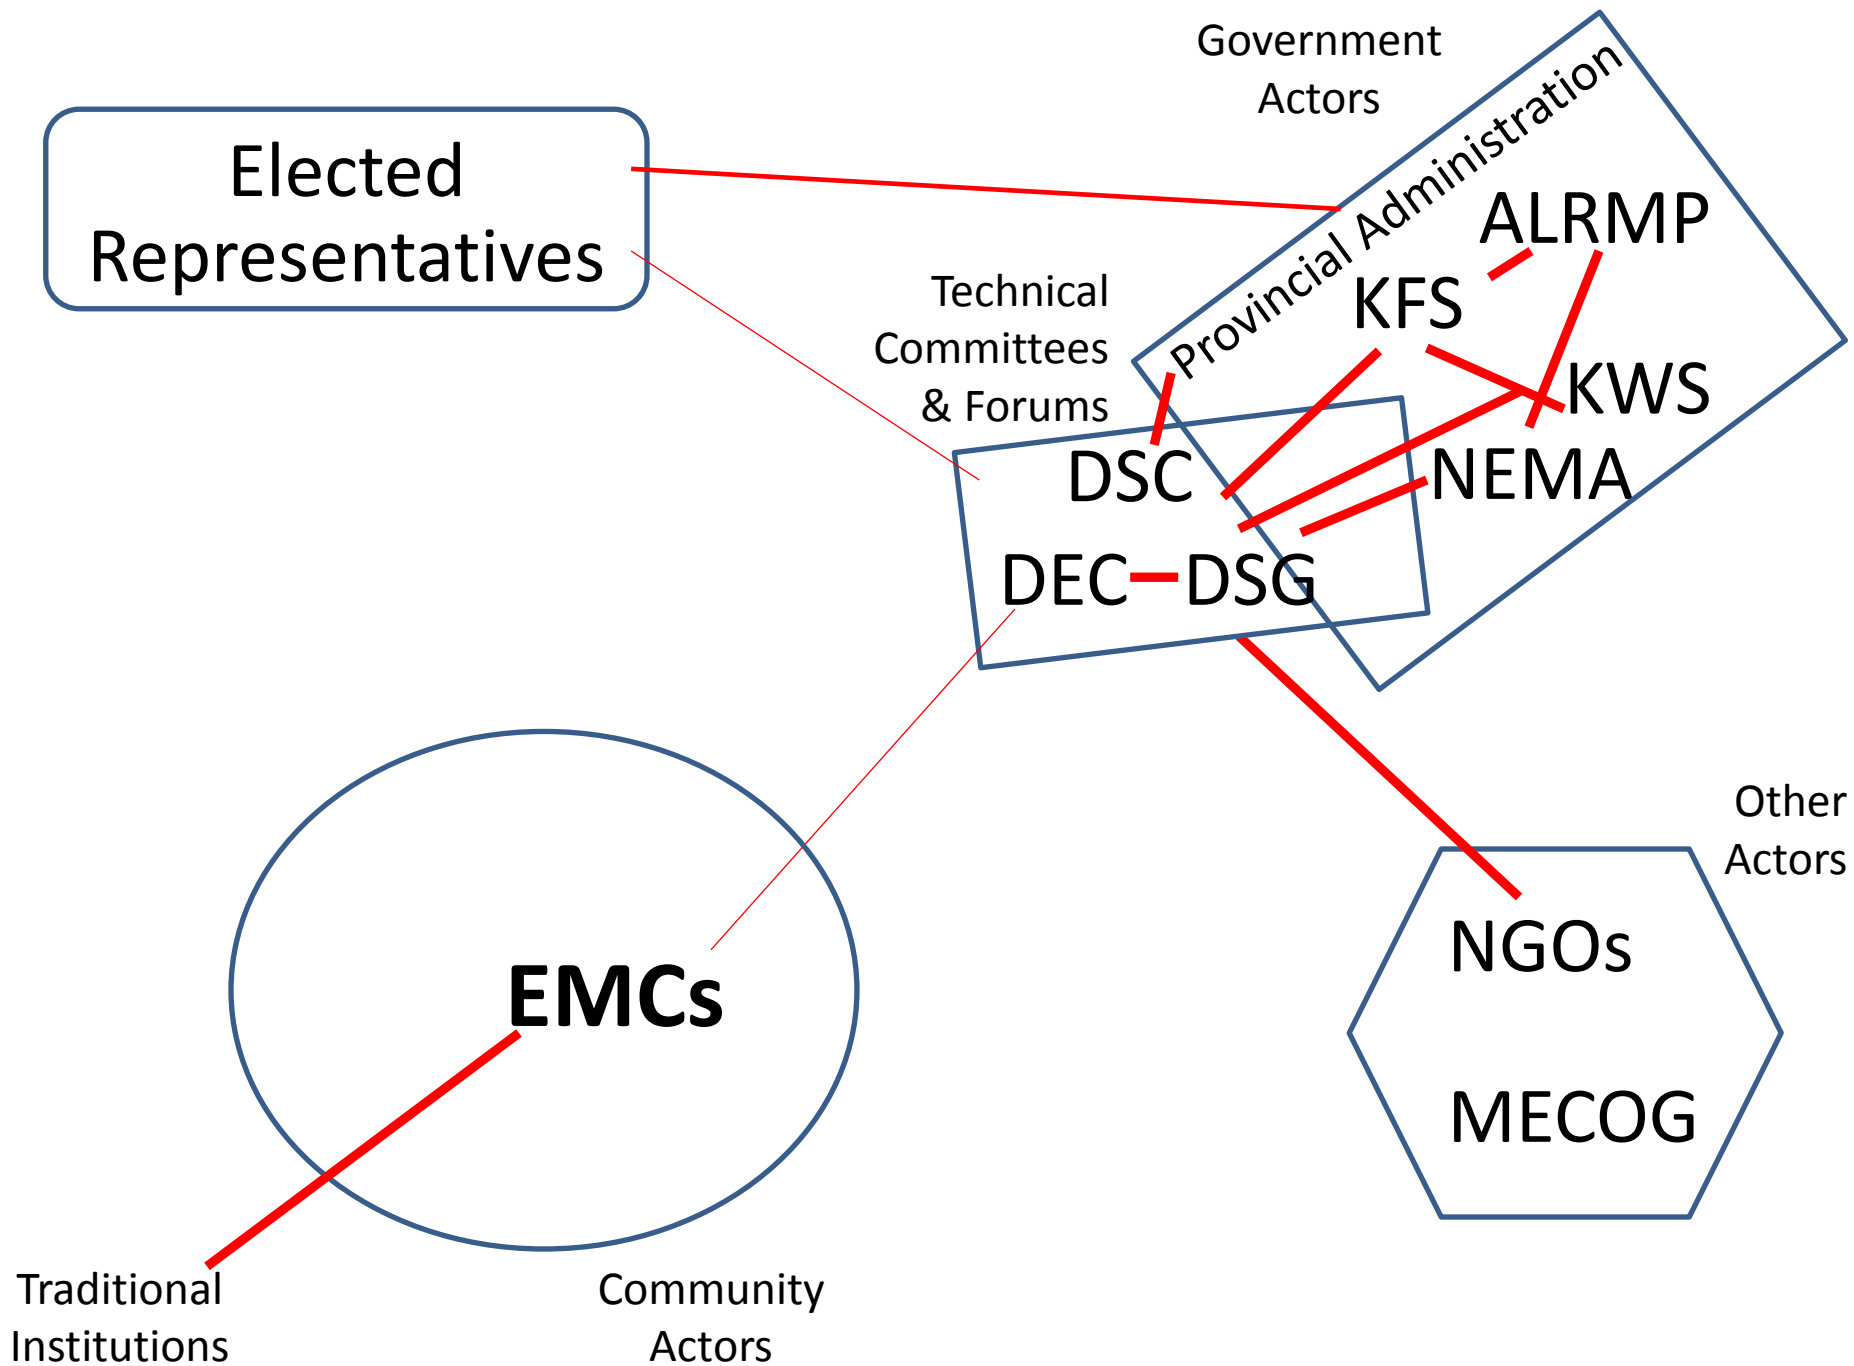 Government
Actors
Elected
Representatives
Provincial Administration
ALRMP
KFS
KWS
NEMA
Technical
Committees
& Forums
DSC
DEC
DSG
Other
Actors
NGOs
MECOG
EMCs
Traditional
Institutions
Community
Actors